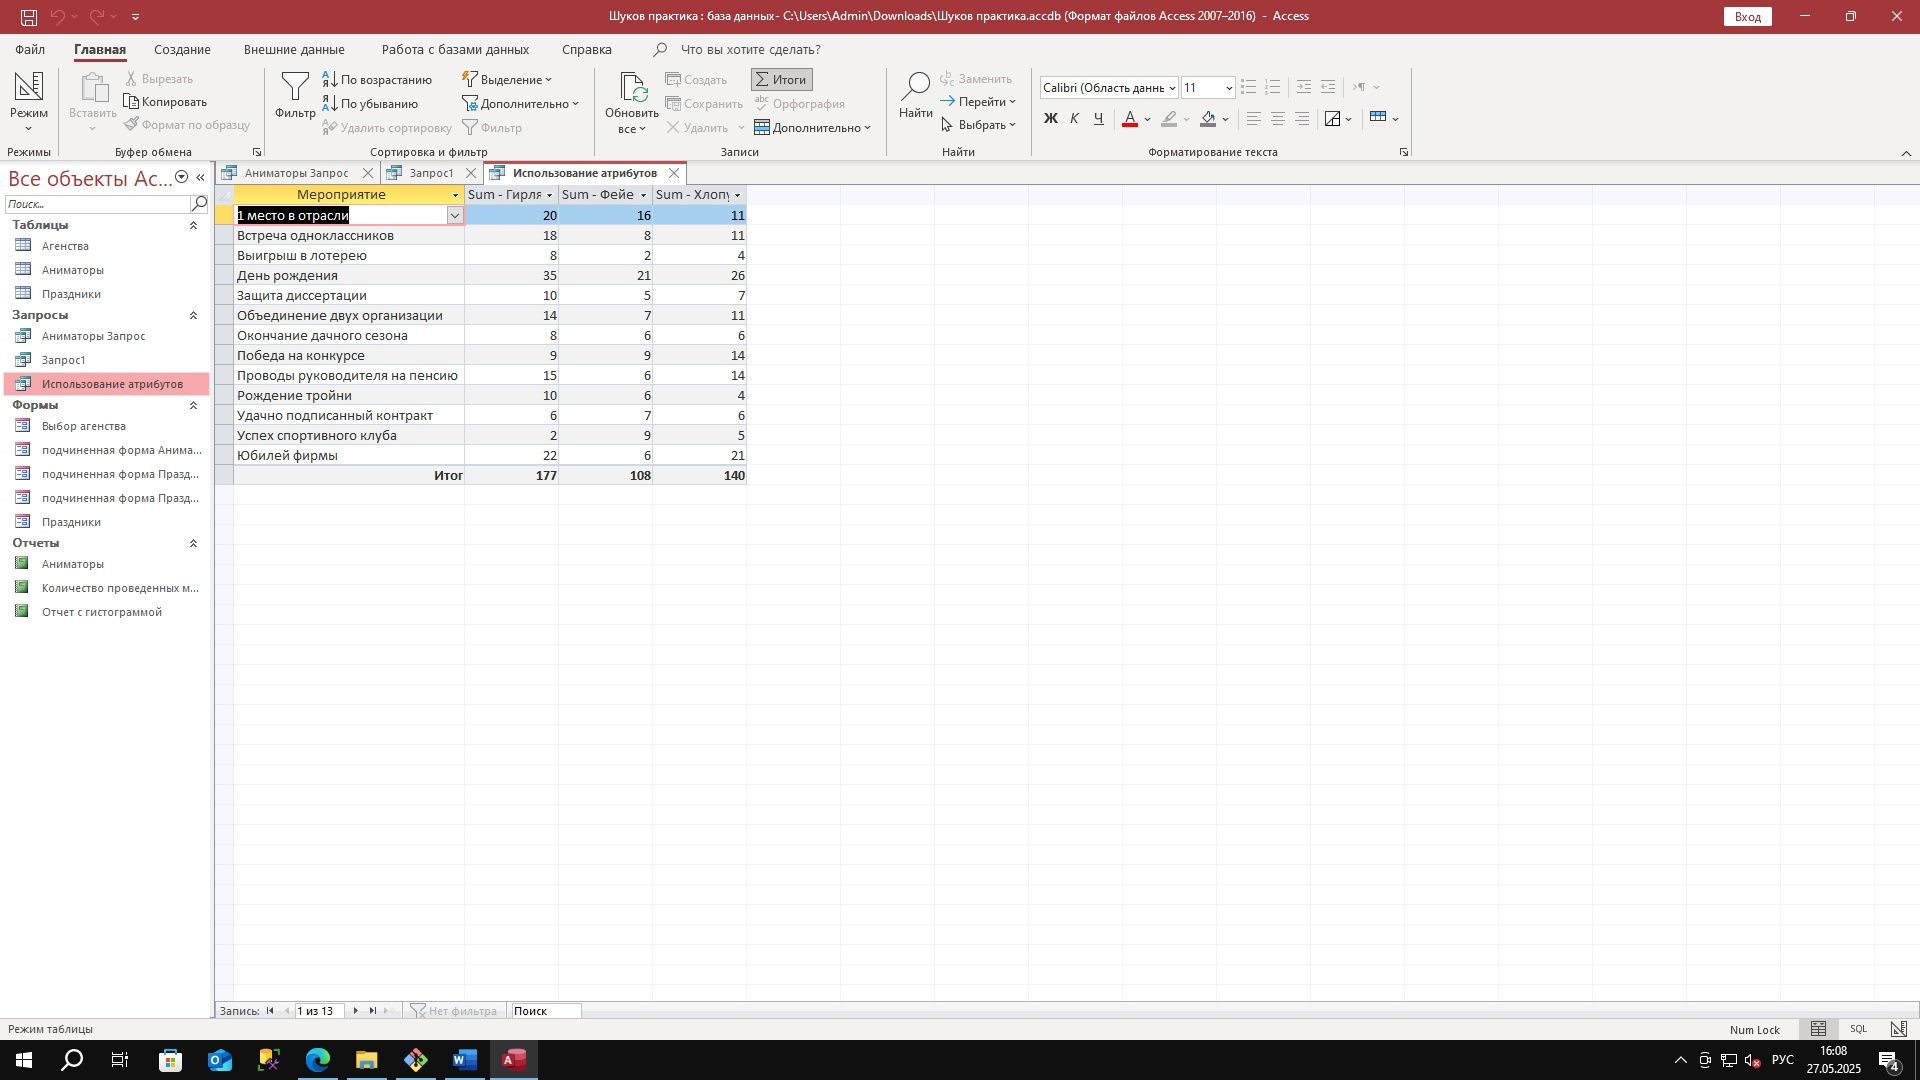 Шуков практика : база данных- C:\Users\Admin\Downloads\Шуков практика.accdb (Формат файлов Access 2007–2016) - Access
Вход
Файл Главная Создание Внешние данные Работа с базами данных Справка Что вы хотите сделать?
Режим
Режимы
Вставить
Вырезать
Копировать
Формат по образцу
Буфер обмена
Фильтр
По возрастанию
По убыванию
Удалить сортировку
Выделение
Дополнительно
Фильтр
Сортировка и фильтр
Обновить все
Создать
Сохранить
Удалить
Итоги
Орфография
Дополнительно
Записи
Найти
Заменить
Перейти
Выбрать
Найти
Calibri (Область даннь 11
Ж К Ч А
Форматирование текста
Все объекты Ac...
Поиск...
Таблицы
Агенства
Аниматоры
Праздники
Запросы
Аниматоры Запрос
Запрос1
Использование атрибутов
Формы
Выбор агенства
подчиненная форма Анима...
подчиненная форма Празд...
подчиненная форма Празд...
Праздники
Отчеты
Аниматоры
Количество проведенных м...
Отчет с гистограммой
Аниматоры Запрос Запрос1 Использование атрибутов
Мероприятие Sum - Гирля Sum - Фейе Sum - Хлопу
1 место в отрасли 20 16 11
Встреча одноклассников 18 8 11
Выигрыш в лотерею 8 2 4
День рождения 35 21 26
Защита диссертации 10 5 7
Объединение двух организации 14 7 11
Окончание дачного сезона 8 6 6
Победа на конкурсе 9 9 14
Проводы руководителя на пенсию 15 6 14
Рождение тройни 10 6 4
Удачно подписанный контракт 6 7 6
Успех спортивного клуба 2 9 5
Юбилей фирмы 22 6 21
Итог 177 108 140
Запись: 1 из 13 Нет фильтра Поиск
Режим таблицы Num Lock SQL
РУС 16:08
27.05.2025
4